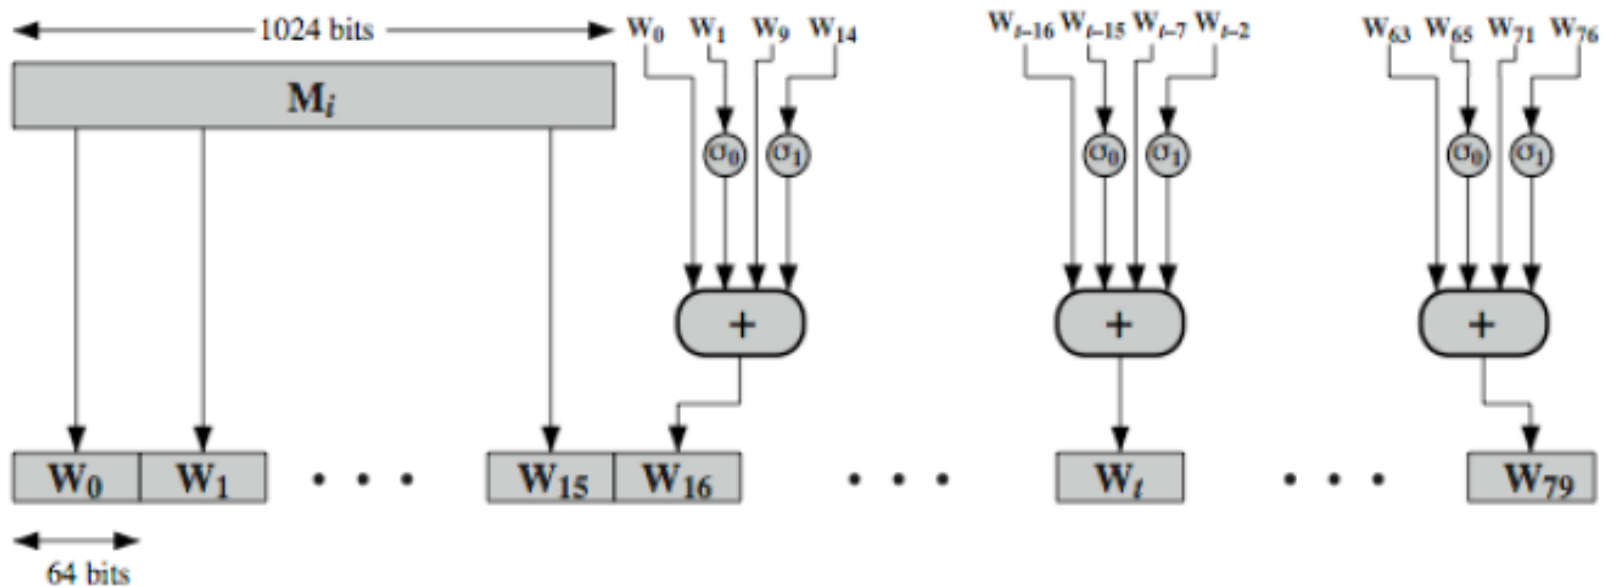 1024 bits W₀ W₁ W₉ W₁₄ Wₜ₋₁₆ Wₜ₋₁₅ Wₜ₋₇ Wₜ₋₂ W₆₃ W₆₅ W₇₁ W₇₆
Mᵢ
σ₀ σ₁ σ₀ σ₁ σ₀ σ₁
+ + +
W₀ W₁ • • • W₁₅ W₁₆ • • • Wₜ • • • W₇₉
64 bits